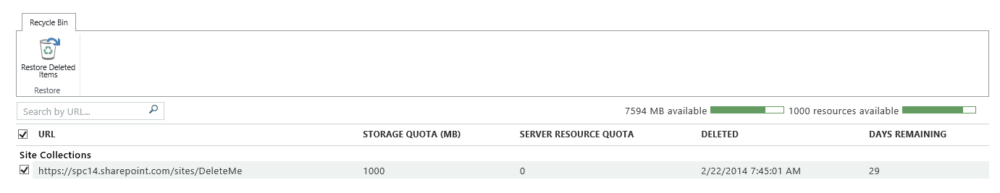 Recycle Bin
Restore Deleted
Items
Restore
Search by URL...
7594 MB available 1000 resources available
URL STORAGE QUOTA (MB) SERVER RESOURCE QUOTA DELETED DAYS REMAINING
Site Collections
https://spc14.sharepoint.com/sites/DeleteMe 1000 0 2/22/2014 7:45:01 AM 29